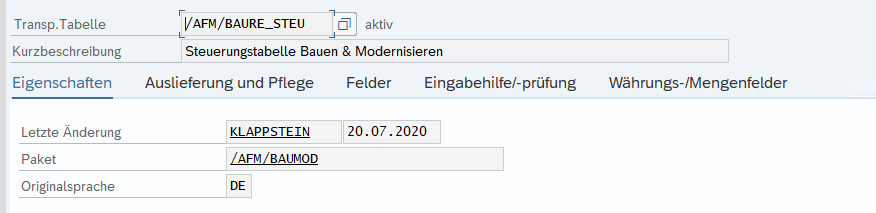 Transp.Tabelle /AFM/BAURE_STEU aktiv
Kurzbeschreibung Steuerungstabelle Bauen & Modernisieren
Eigenschaften Auslieferung und Pflege Felder Eingabehilfe/-prüfung Währungs-/Mengenfelder
Letzte Änderung KLAPPSTEIN 20.07.2020
Paket /AFM/BAUMOD
Originalsprache DE